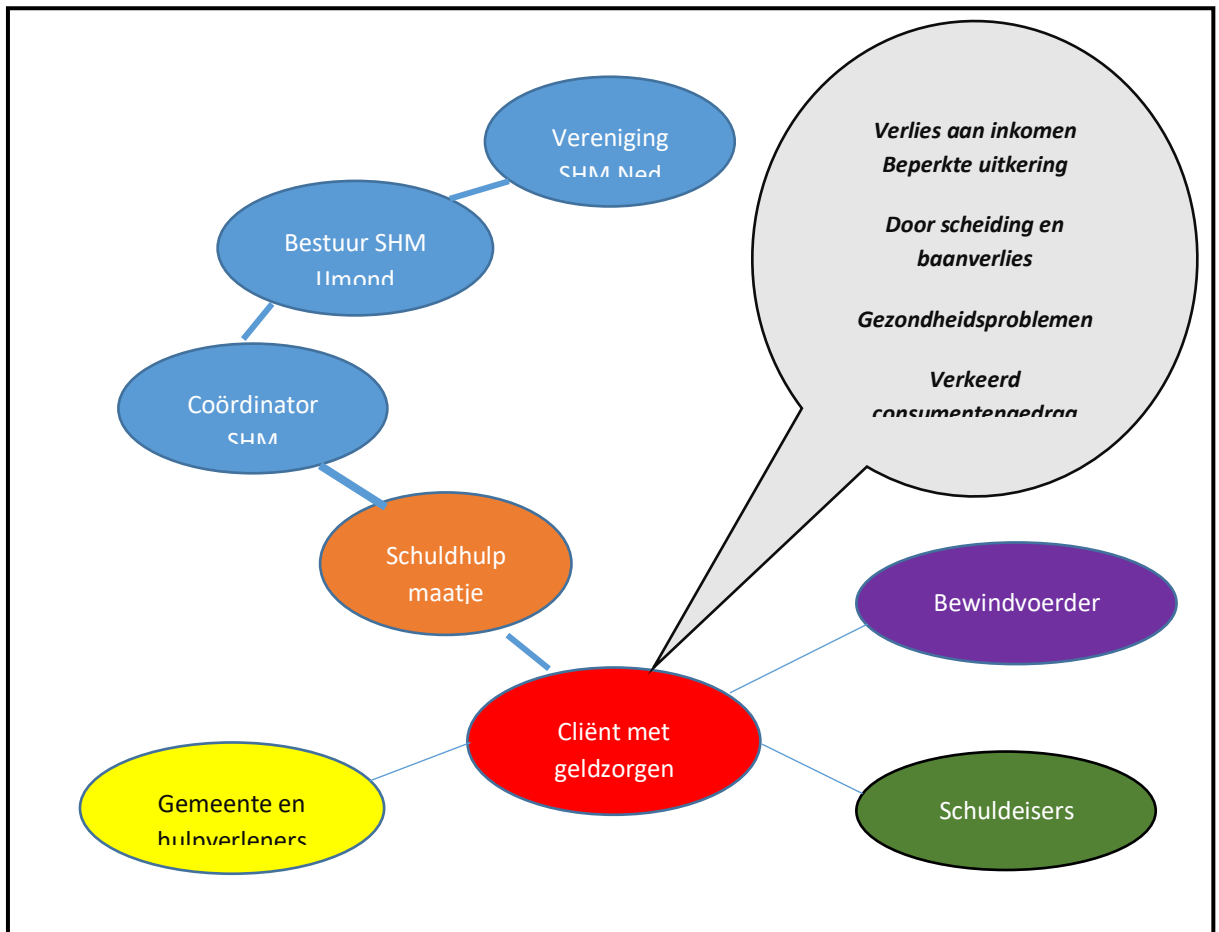 Vereniging
SHM Ned
Bestuur SHM
IJmond
Coördinator
SHM
Schuldhulp
maatje
Cliënt met
geldzorgen
Gemeente en
hulpverleners
Bewindvoerder
Schuldeisers
Verlies aan inkomen
Beperkte uitkering
Door scheiding en
baanverlies
Gezondheidsproblemen
Verkeerd
consumentengedrag